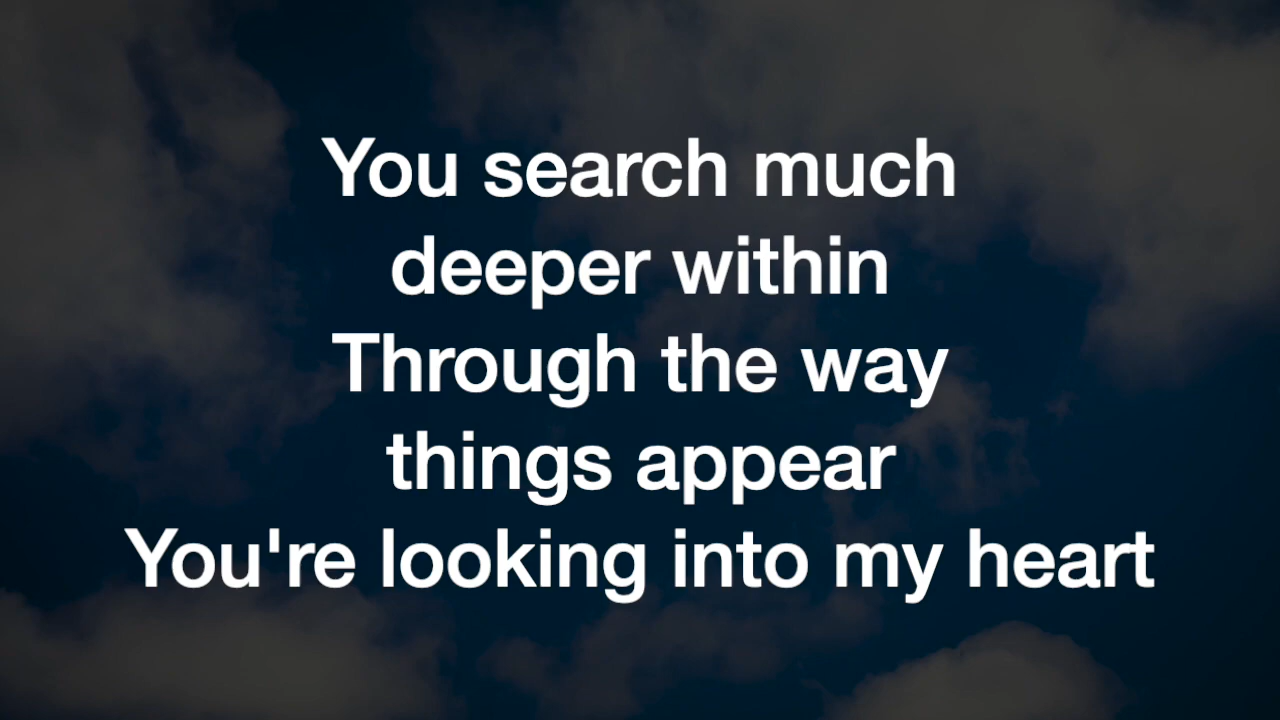 You search much
deeper within
Through the way
things appear
You're looking into my heart